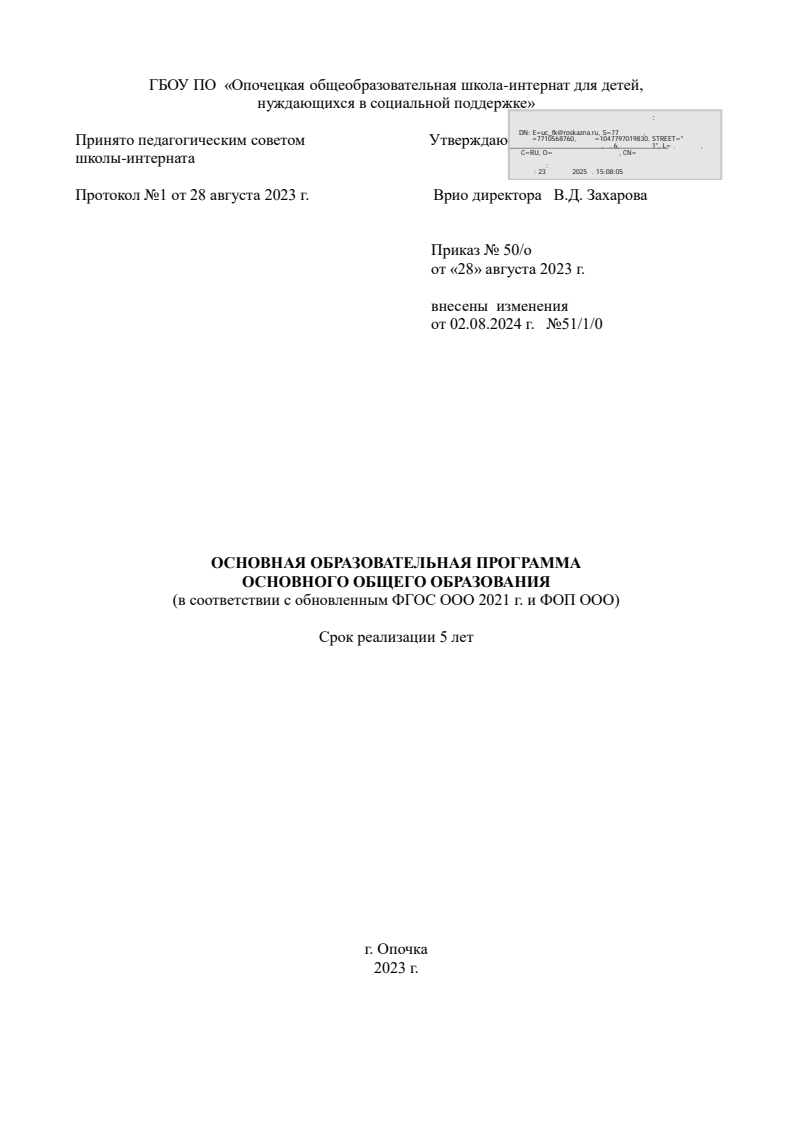 ГБОУ ПО «Опочецкая общеобразовательная школа-интернат для детей,
нуждающихся в социальной поддержке»
Принято педагогическим советом
школы-интерната
Протокол №1 от 28 августа 2023 г.
Утверждаю
:
DN: E=uc_fk@roskazna.ru, S=77
=7710568760, =1047797019830, STREET="
, , 6, 1", L= . ,
C=RU, O= , CN=
:
: 23 2025 . 15:08:05
Врио директора В.Д. Захарова
Приказ № 50/о
от «28» августа 2023 г.
внесены изменения
от 02.08.2024 г. №51/1/0
ОСНОВНАЯ ОБРАЗОВАТЕЛЬНАЯ ПРОГРАММА
ОСНОВНОГО ОБЩЕГО ОБРАЗОВАНИЯ
(в соответствии с обновленным ФГОС ООО 2021 г. и ФОП ООО)
Срок реализации 5 лет
г. Опочка
2023 г.